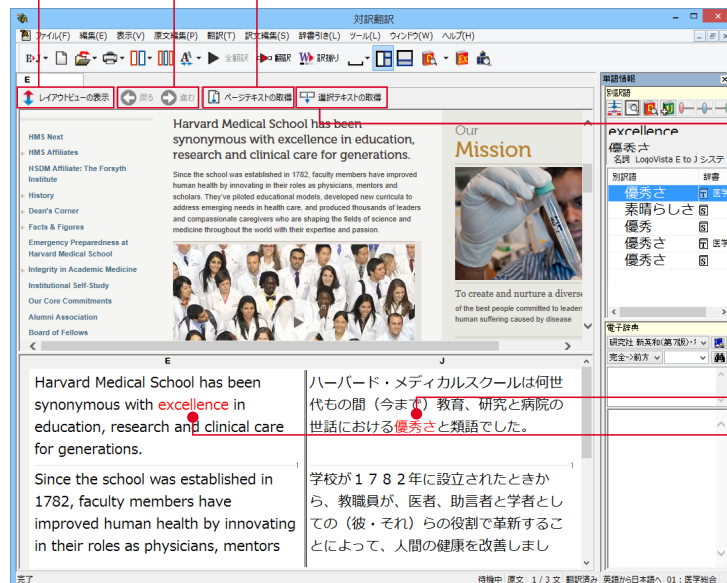 対訳翻訳
ファイル(F) 編集(E) 表示(V) 原文編集(P) 翻訳(T) 訳文編集(S) 辞書引き(L) ツール(L) ウィンドウ(W) ヘルプ(H)
全翻訳 翻訳 訳振り
E
レイアウトビューの表示 戻る 進む ページテキストの取得 選択テキストの取得
HMS Next
HMS Affiliates
HSDM Affiliate: The Forsyth
Institute
History
Dean's Corner
Facts & Figures
Emergency Preparedness at
Harvard Medical School
Integrity in Academic Medicine
Institutional Self-Study
Our Core Commitments
Alumni Association
Board of Fellows
Harvard Medical School has been
synonymous with excellence in education,
research and clinical care for generations.
Since the school was established in 1782, faculty members have improved
human health by innovating in their roles as physicians, mentors and
scholars. They've piloted educational models, developed new curricula to
address emerging needs in health care, and produced thousands of leaders
and compassionate caregivers who are shaping the fields of science and
medicine throughout the world with their expertise and passion.
Our
Mission
To create and nurture a diverse
of the best people committed to leader
human suffering caused by disease
E
Harvard Medical School has been
synonymous with excellence in
education, research and clinical care
for generations.
1
Since the school was established in
1782, faculty members have
improved human health by innovating
in their roles as physicians, mentors
J
ハーバード・メディカルスクールは何世
代もの間（今まで）教育、研究と病院の
世話における優秀さと類語でした。
1
学校が１７８２年に設立されたときか
ら、教職員が、医者、助言者と学者とし
ての（彼・それ）らの役割で革新するこ
とによって、人間の健康を改善しまし
単語情報
別訳語
excellence
優秀さ
名詞 LogoVista E to J システ
別訳語 辞書
優秀さ 医学
素晴らしさ S
優秀 S
優秀さ 医学
優秀さ S
電子辞典
研究社 新英和(第7版)・
完全->前方
完了
待機中 原文 1 / 3 文 翻訳済み 英語から日本語へ 01：医学総合